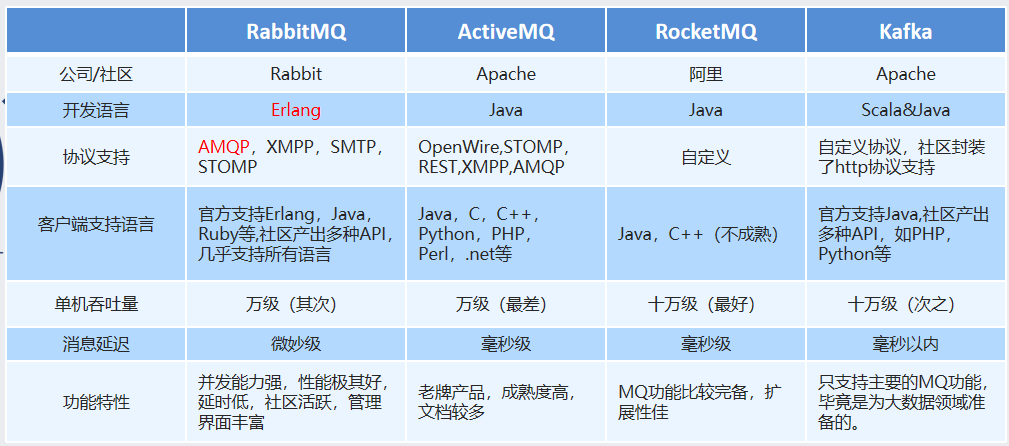 RabbitMQ ActiveMQ RocketMQ Kafka
公司/社区 Rabbit Apache 阿里 Apache
开发语言 Erlang Java Java Scala&Java
协议支持
AMQP，XMPP，SMTP，
STOMP
OpenWire,STOMP，
REST,XMPP,AMQP
自定义
自定义协议，社区封装
了http协议支持
客户端支持语言
官方支持Erlang，Java，
Ruby等,社区产出多种API，
几乎支持所有语言
Java，C，C++，
Python，PHP，
Perl，.net等
Java，C++（不成熟）
官方支持Java,社区产出
多种API，如PHP，
Python等
单机吞吐量 万级（其次） 万级（最差） 十万级（最好） 十万级（次之）
消息延迟 微妙级 毫秒级 毫秒级 毫秒以内
功能特性
并发能力强，性能极其好，
延时低，社区活跃，管理
界面丰富
老牌产品，成熟度高，
文档较多
MQ功能比较完备，扩
展性佳
只支持主要的MQ功能，
毕竟是为大数据领域准
备的。